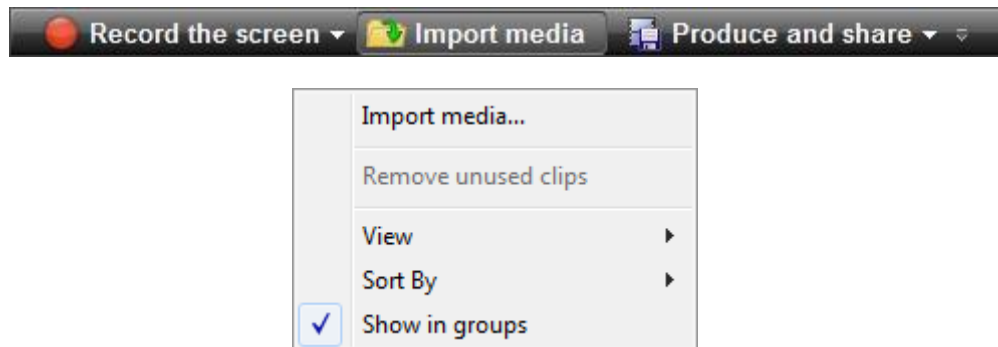 Record the screen Import media Produce and share
Import media...
Remove unused clips
View
Sort By
Show in groups